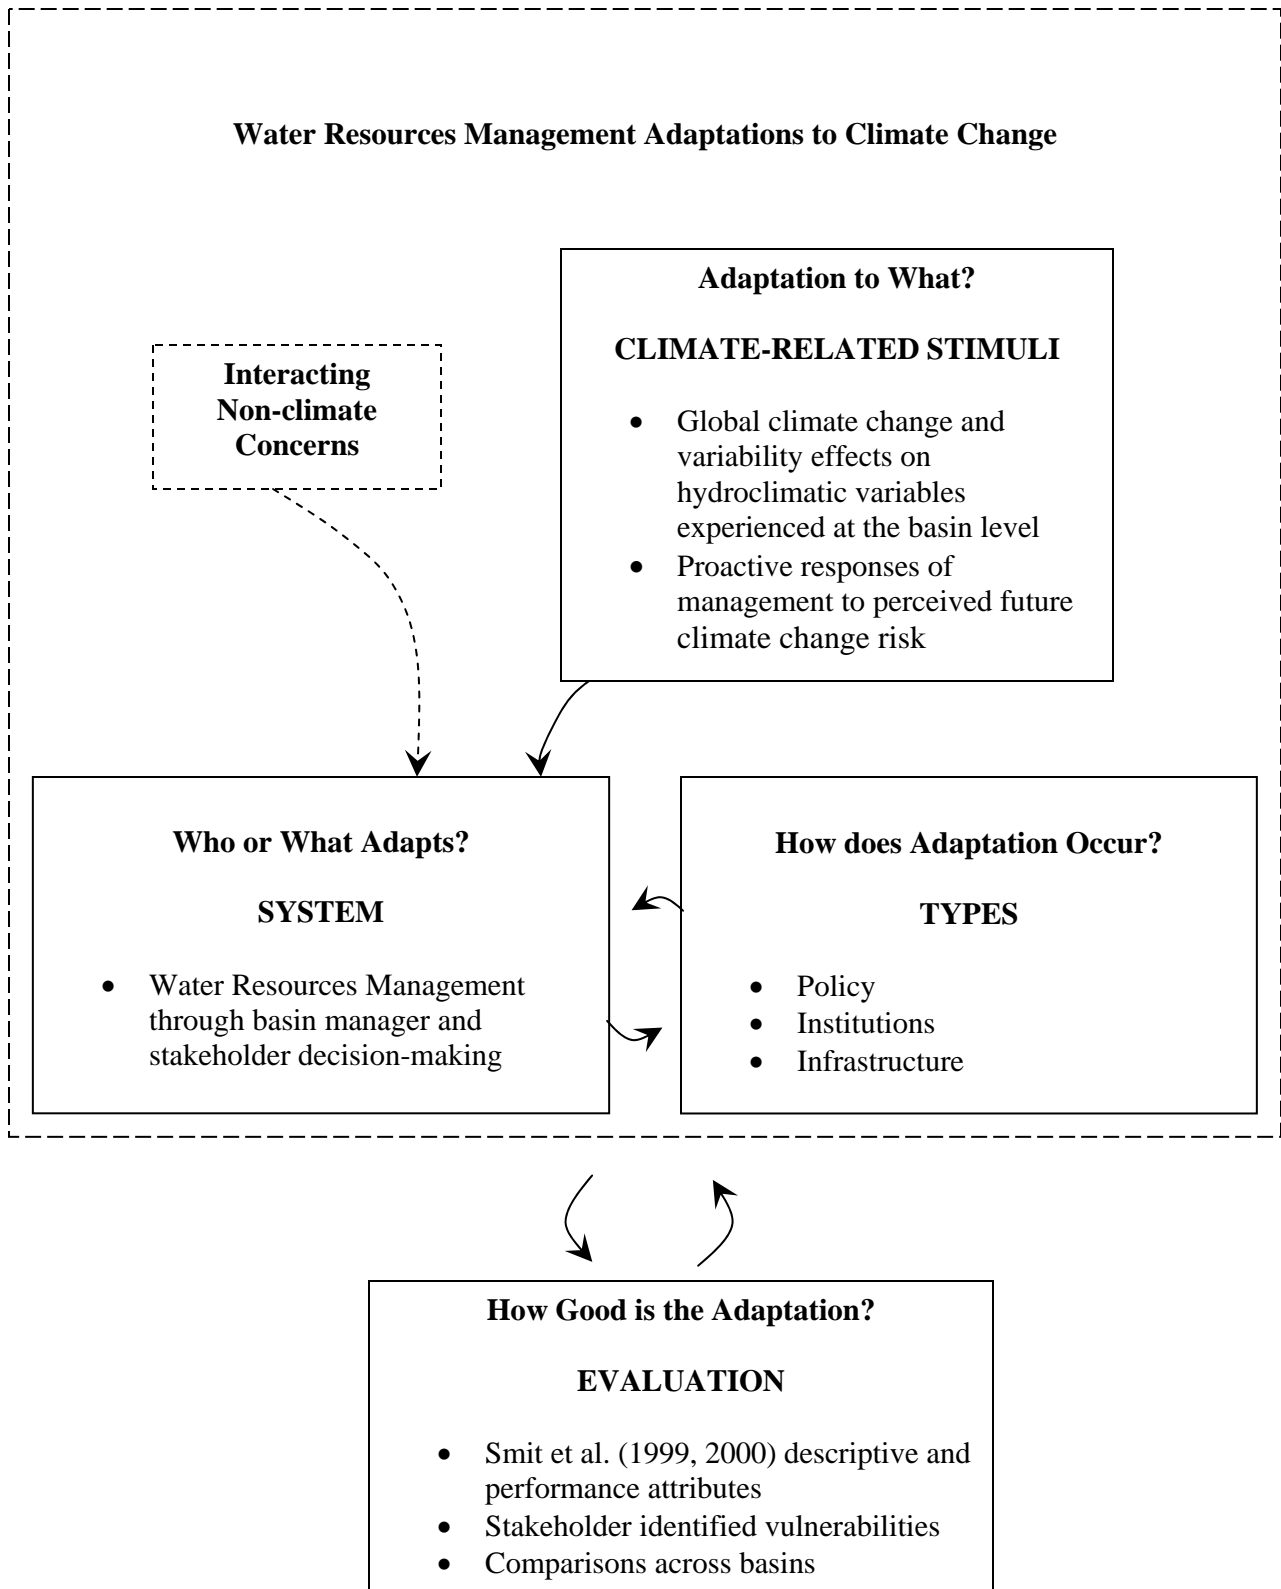 Water Resources Management Adaptations to Climate Change
Adaptation to What?
CLIMATE-RELATED STIMULI
• Global climate change and
variability effects on
hydroclimatic variables
experienced at the basin level
• Proactive responses of
management to perceived future
climate change risk
Interacting
Non-climate
Concerns
Who or What Adapts?
SYSTEM
• Water Resources Management
through basin manager and
stakeholder decision-making
How does Adaptation Occur?
TYPES
• Policy
• Institutions
• Infrastructure
How Good is the Adaptation?
EVALUATION
• Smit et al. (1999, 2000) descriptive and
performance attributes
• Stakeholder identified vulnerabilities
• Comparisons across basins